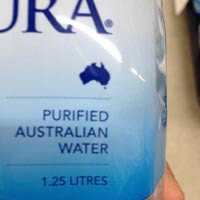 URA®
PURIFIED
AUSTRALIAN
WATER
1.25 LITRES